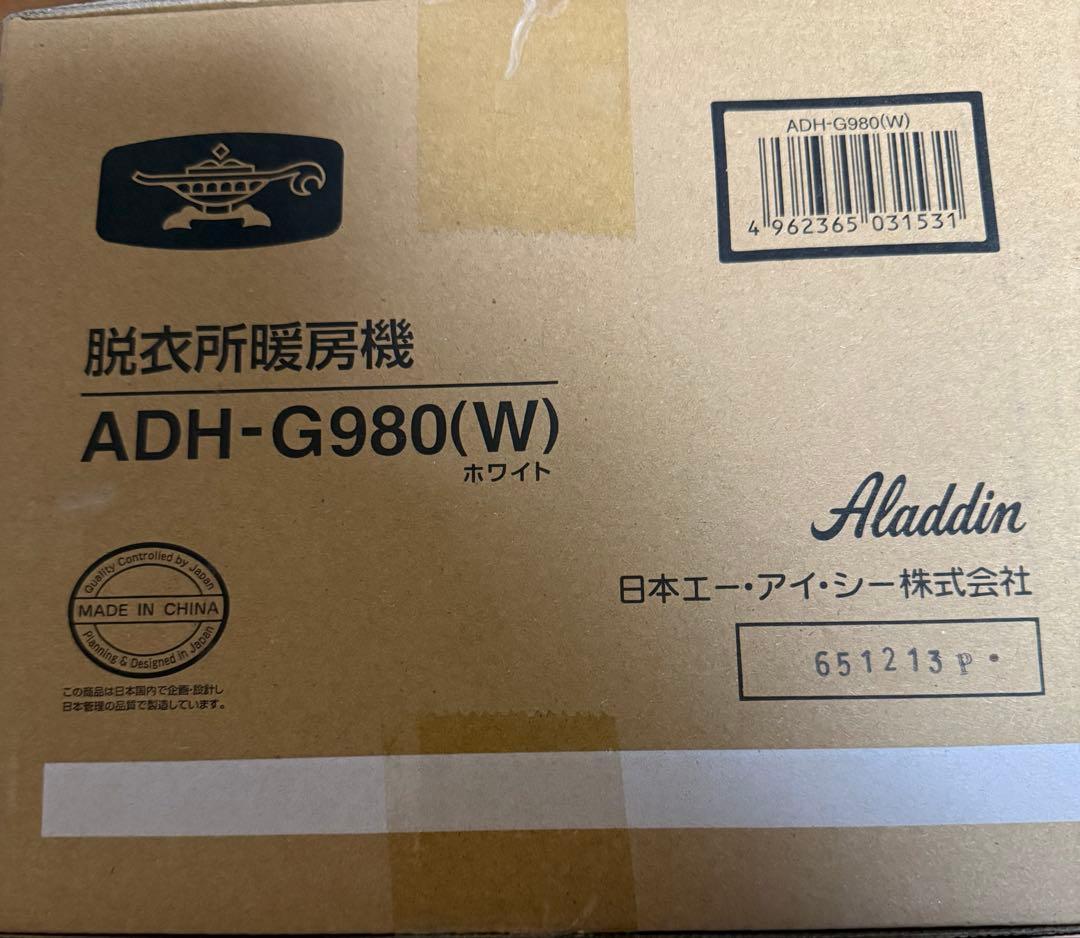 ADH-G980(W)
4 962365 031531
脱衣所暖房機
ADH-G980(W)
ホワイト
Aladdin
日本エー・アイ・シー株式会社
651213 P・
Quality Controlled by Japan
MADE IN CHINA
Planning & Designed in Japan
この商品は日本国内で企画・設計し
日本管理の品質で製造しています。